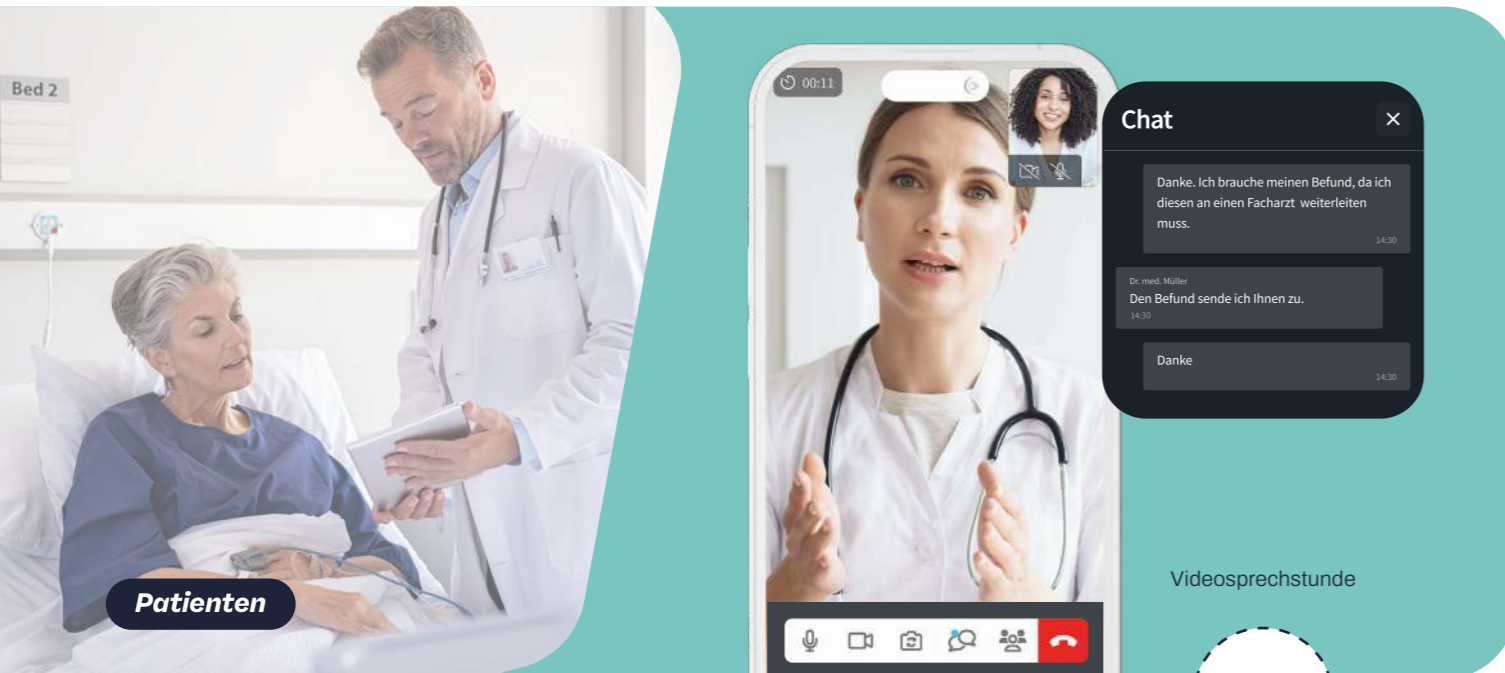 Bed 2
Patienten
00:11
Chat
Danke. Ich brauche meinen Befund, da ich
diesen an einen Facharzt weiterleiten
muss.
14:30
Dr. med. Müller
Den Befund sende ich Ihnen zu.
14:30
Danke
14:30
Videosprechstunde